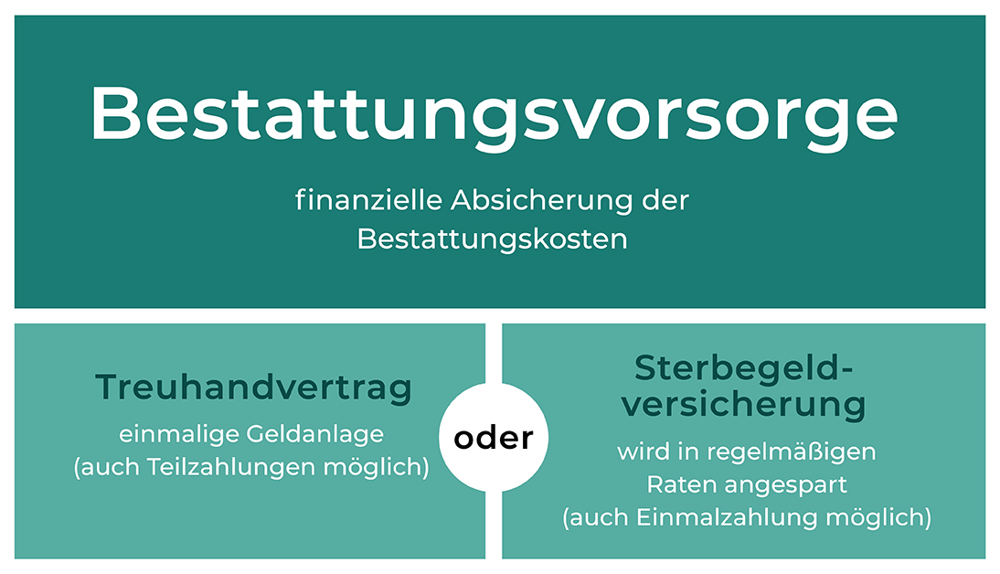 Bestattungsvorsorge
finanzielle Absicherung der
Bestattungskosten
Treuhandvertrag
einmalige Geldanlage
(auch Teilzahlungen möglich)
oder
Sterbegeld-
versicherung
wird in regelmäßigen
Raten angespart
(auch Einmalzahlung möglich)